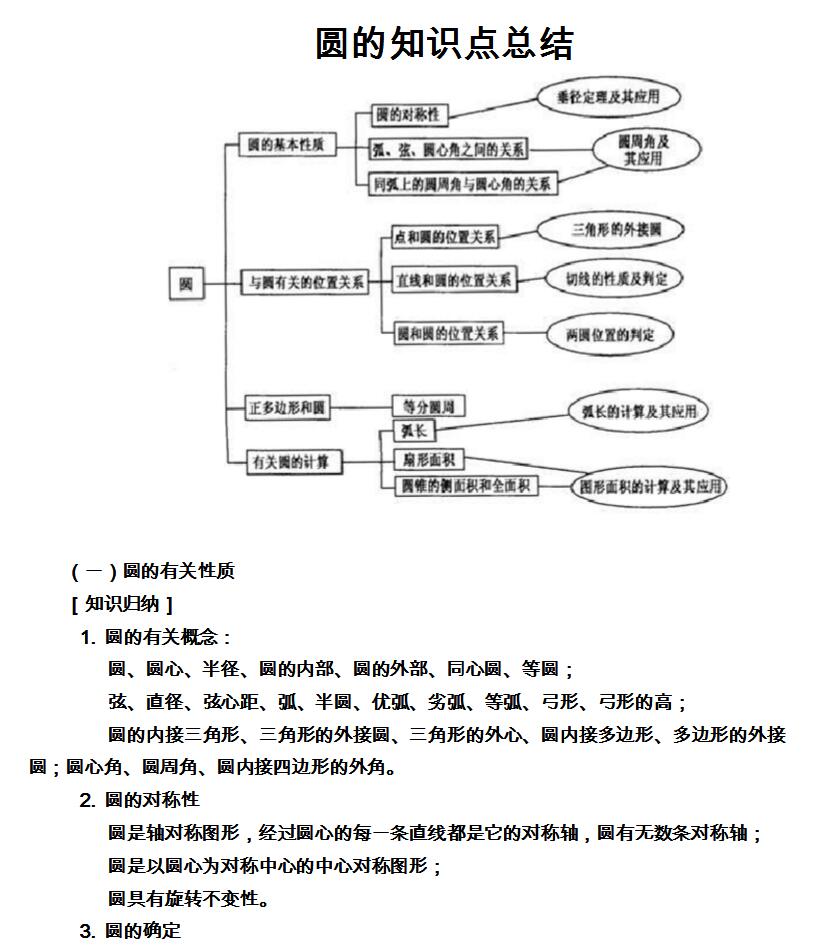 圆的知识点总结
圆的对称性
垂径定理及其应用
圆的基本性质
弧、弦、圆心角之间的关系
圆周角及
其应用
同弧上的圆周角与圆心角的关系
点和圆的位置关系
三角形的外接圆
圆
与圆有关的位置关系
直线和圆的位置关系
切线的性质及判定
圆和圆的位置关系
两圆位置的判定
正多边形和圆
等分圆周
弧长
弧长的计算及其应用
有关圆的计算
扇形面积
圆锥的侧面积和全面积
图形面积的计算及其应用
(一)圆的有关性质
[ 知识归纳 ]
1. 圆的有关概念:
圆、圆心、半径、圆的内部、圆的外部、同心圆、等圆;
弦、直径、弦心距、弧、半圆、优弧、劣弧、等弧、弓形、弓形的高;
圆的内接三角形、三角形的外接圆、三角形的外心、圆内接多边形、多边形的外接
圆;圆心角、圆周角、圆内接四边形的外角。
2. 圆的对称性
圆是轴对称图形,经过圆心的每一条直线都是它的对称轴,圆有无数条对称轴;
圆是以圆心为对称中心的中心对称图形;
圆具有旋转不变性。
3. 圆的确定